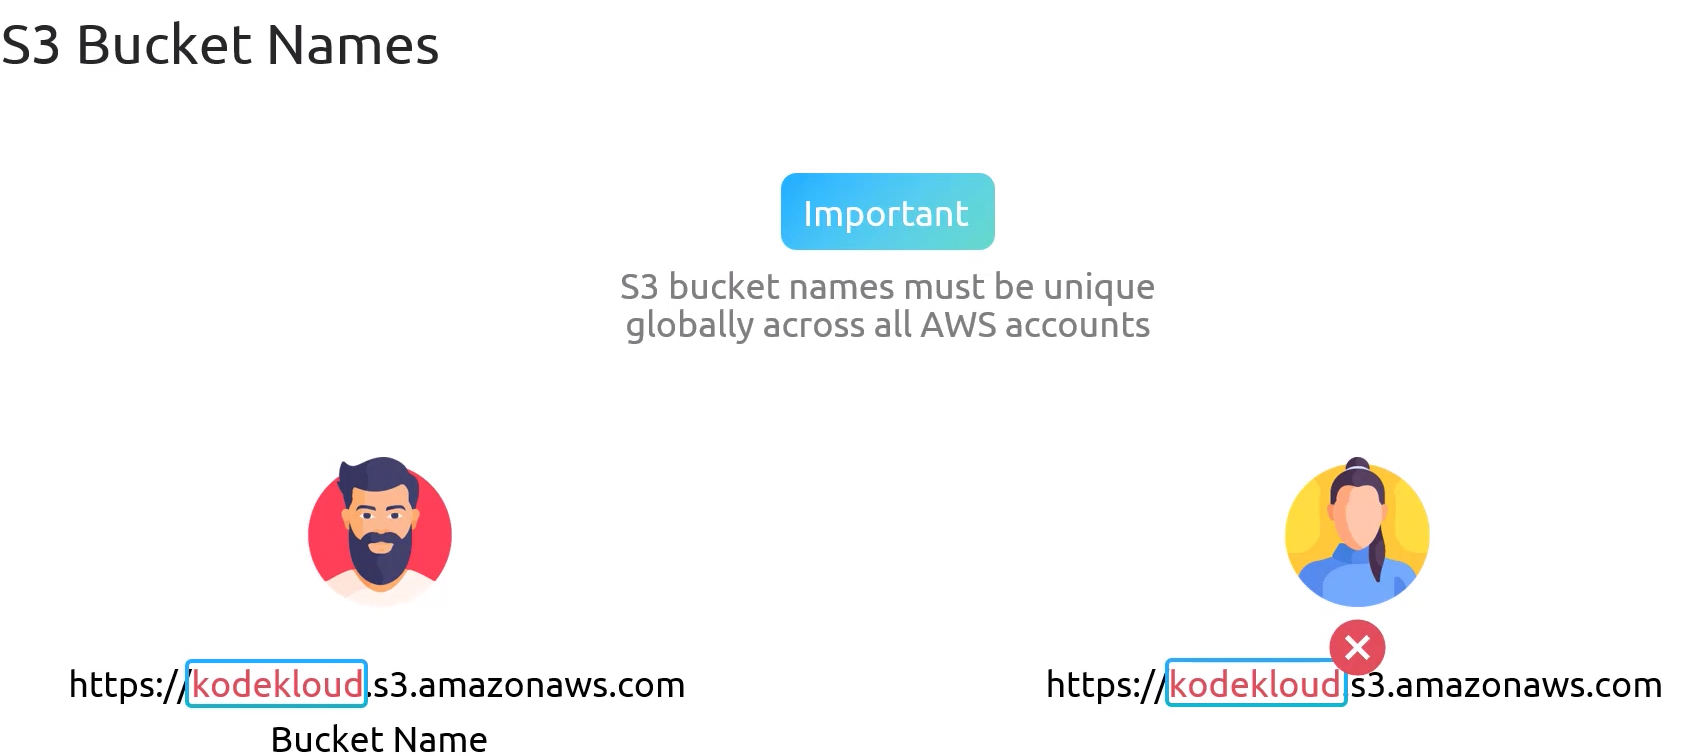 S3 Bucket Names
Important
S3 bucket names must be unique
globally across all AWS accounts
https://kodekloud.s3.amazonaws.com
Bucket Name
https://kodekloud.s3.amazonaws.com